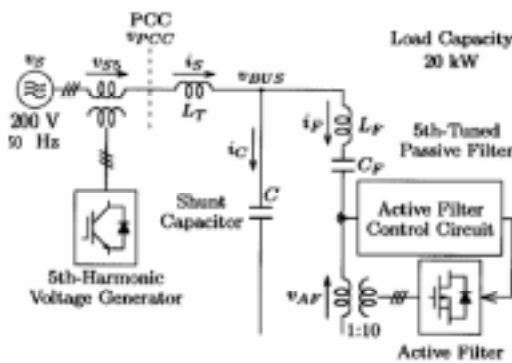 PCC
v_PCC
Load Capacity
20 kW
v_S
v_S5
i_S
v_BUS
L_T
200 V
50 Hz
i_F
L_F
5th-Tuned
Passive Filter
i_C
C_F
Shunt
Capacitor
C
Active Filter
Control Circuit
5th-Harmonic
Voltage Generator
v_AF
1:10
Active Filter